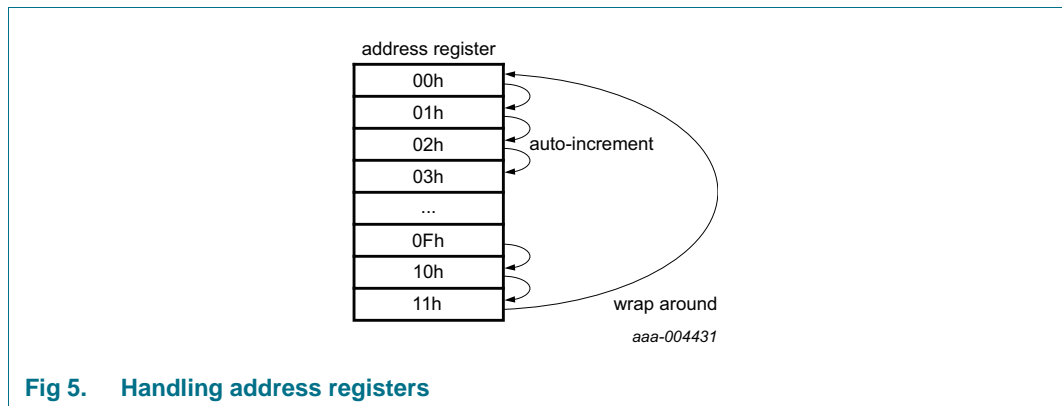 address register
00h
01h
02h
auto-increment
03h
...
0Fh
10h
11h
wrap around
aaa-004431
Fig 5. Handling address registers